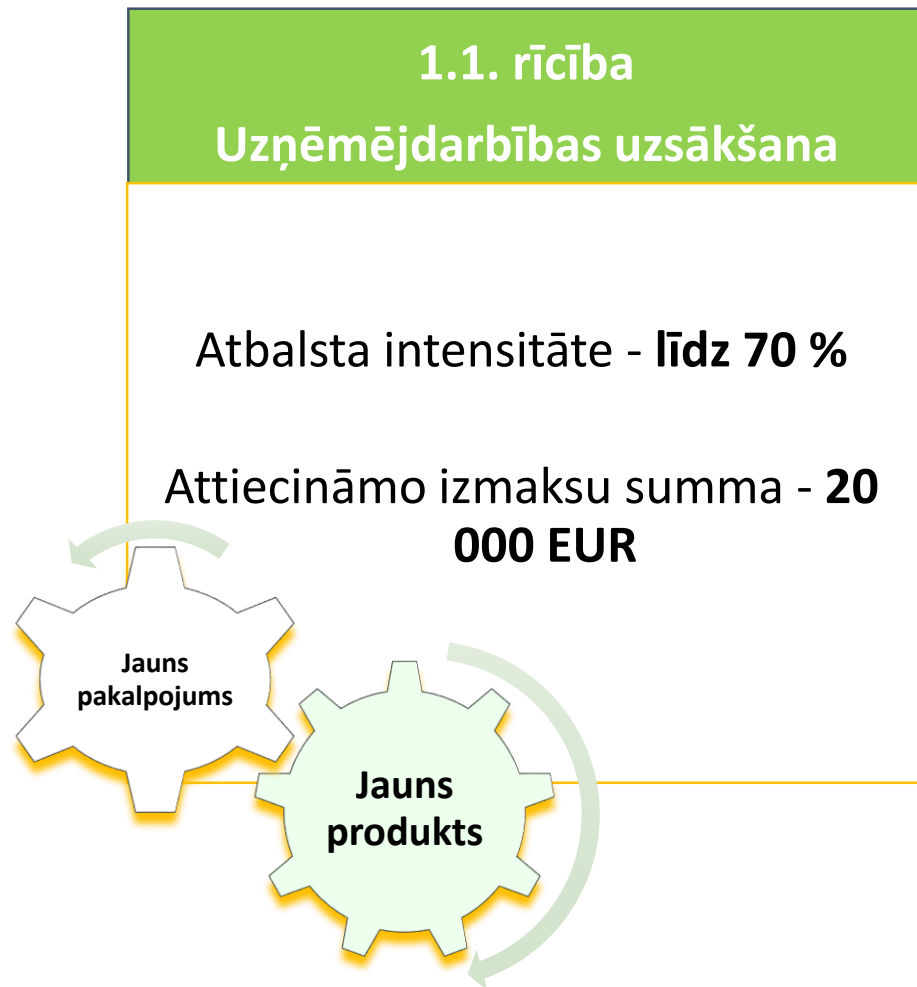 1.1. rīcība
Uzņēmējdarbības uzsākšana
Atbalsta intensitāte - līdz 70 %
Attiecināmo izmaksu summa - 20
000 EUR
Jauns
pakalpojums
Jauns
produkts